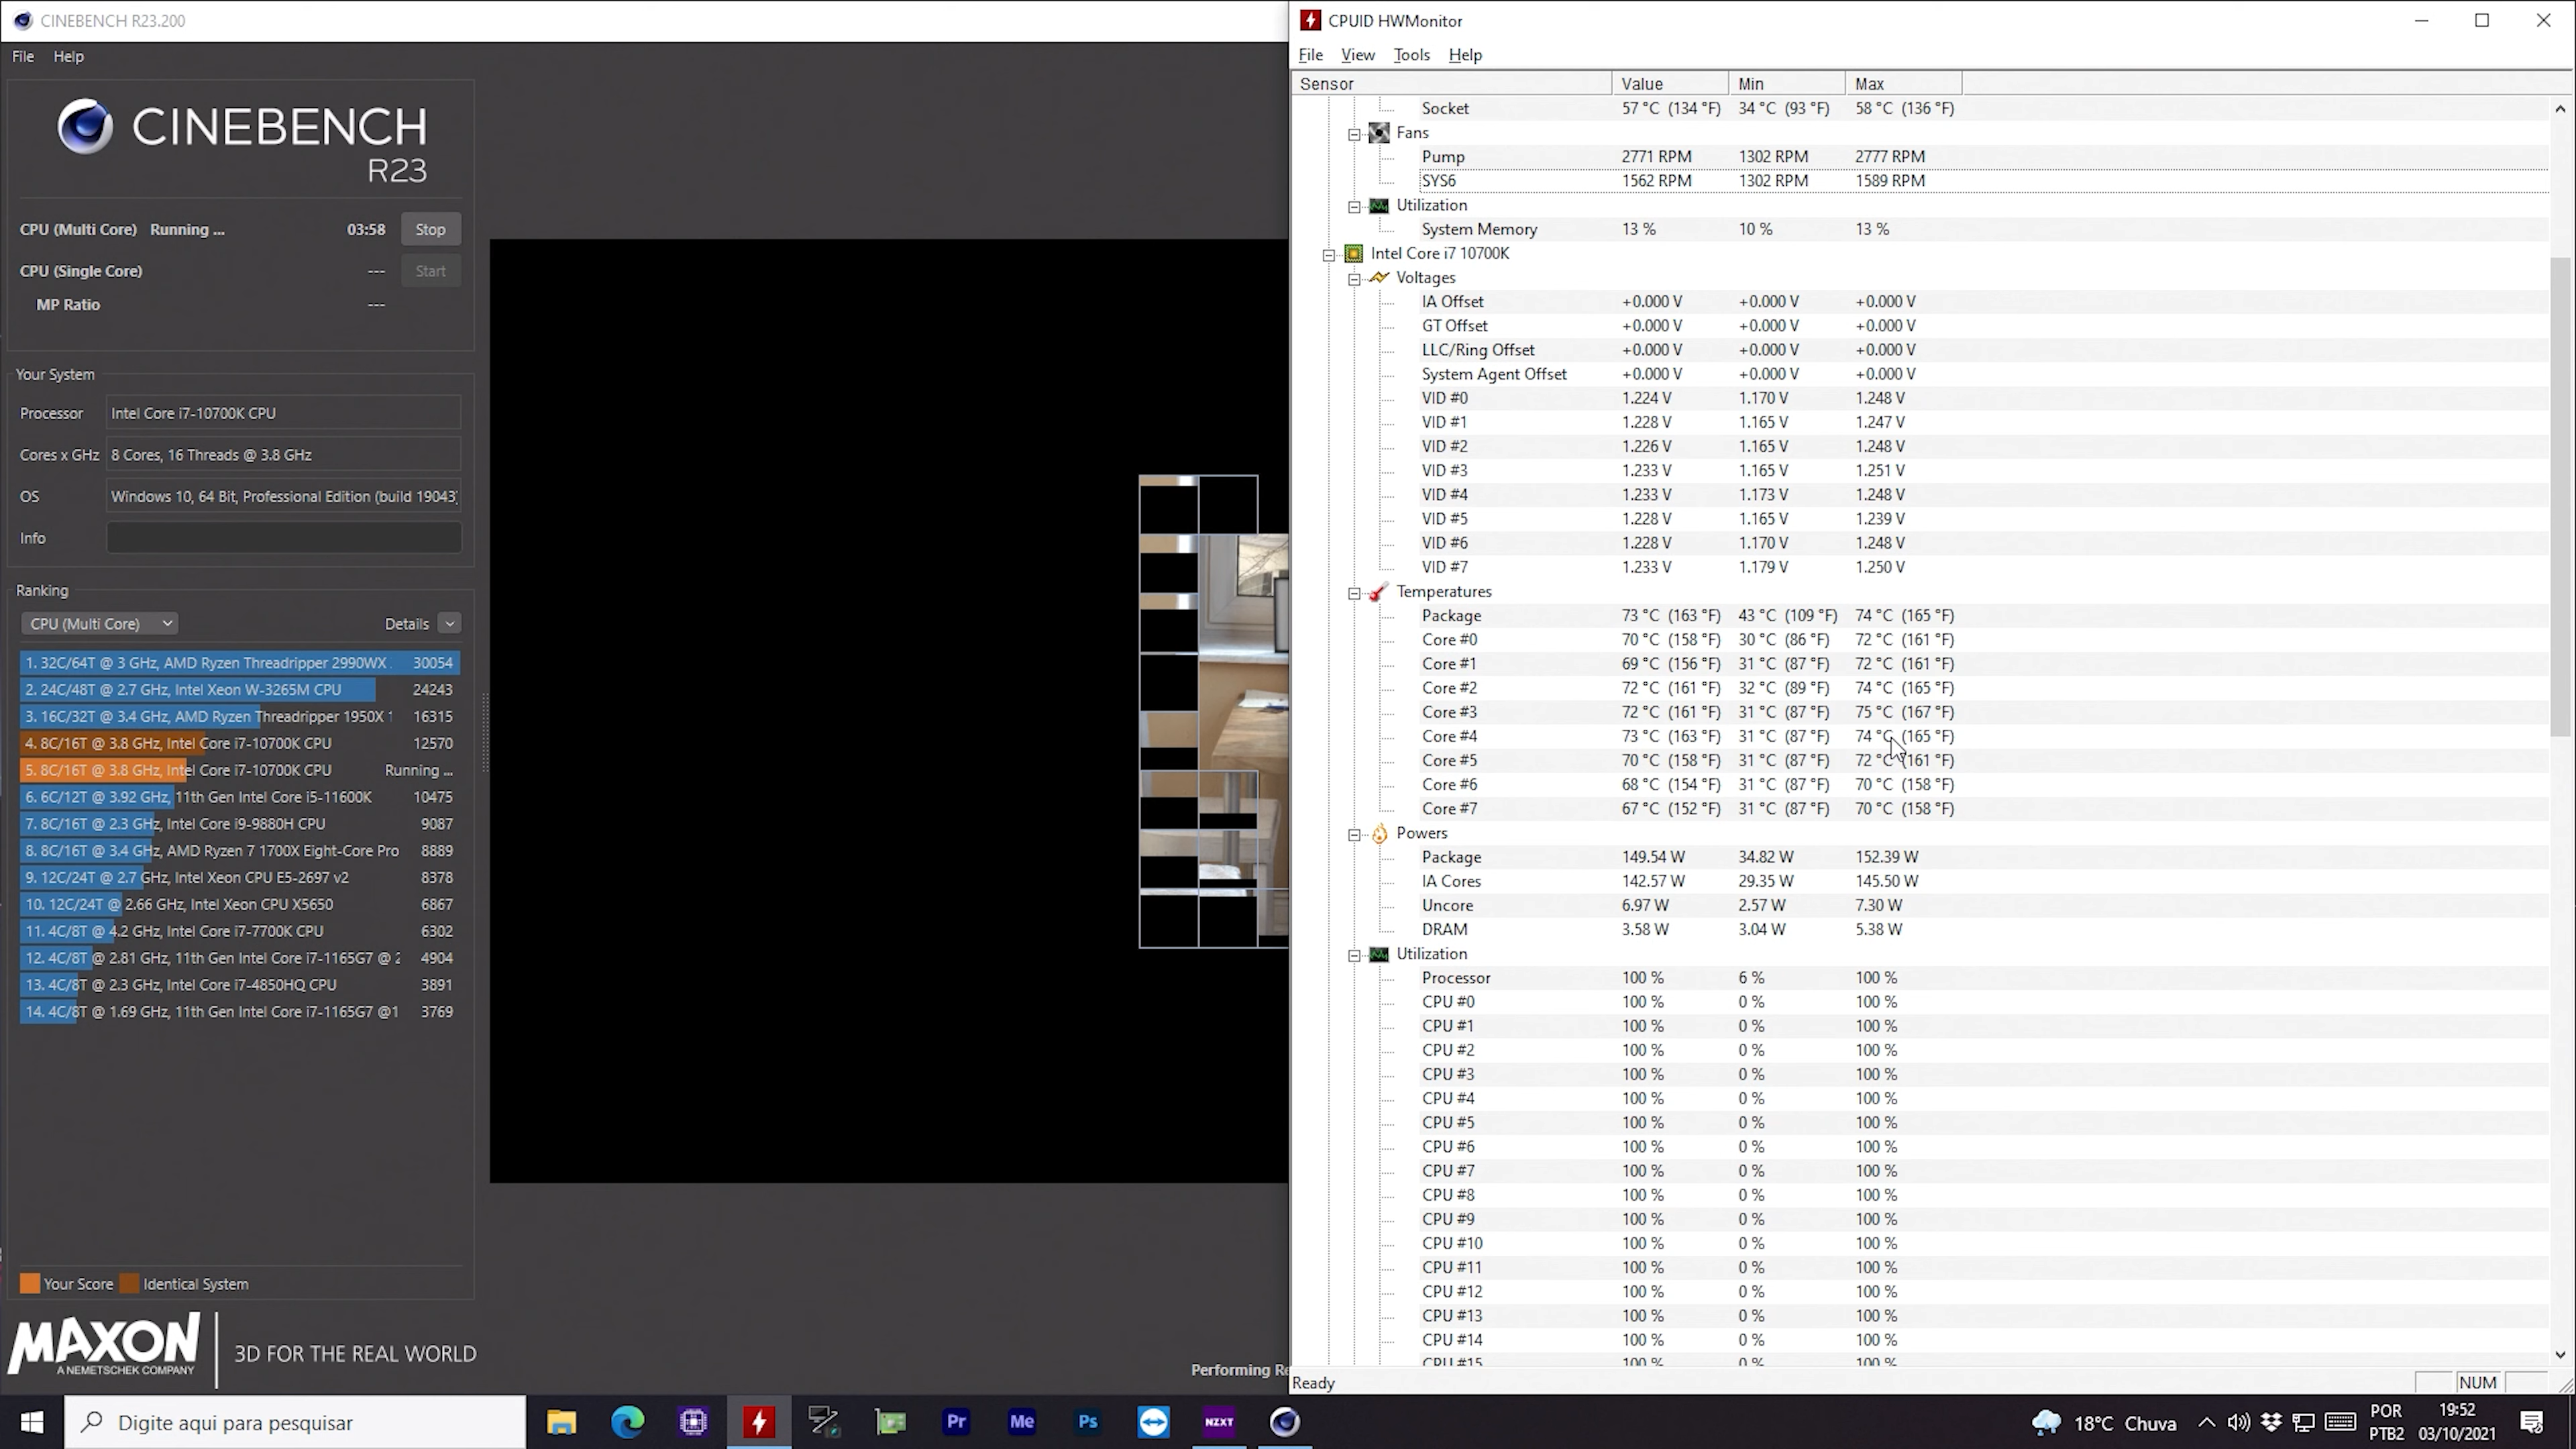 CINEBENCH R23.200
File Help
CINEBENCH
R23
CPU (Multi Core) Running ... 03:58 Stop
CPU (Single Core) --- Start
MP Ratio ---
Your System
Processor Intel Core i7-10700K CPU
Cores x GHz 8 Cores, 16 Threads @ 3.8 GHz
OS Windows 10, 64 Bit, Professional Edition (build 19043)
Info
Ranking
CPU (Multi Core) Details
1. 32C/64T @ 3 GHz, AMD Ryzen Threadripper 2990WX 30054
2. 24C/48T @ 2.7 GHz, Intel Xeon W-3265M CPU 24243
3. 16C/32T @ 3.4 GHz, AMD Ryzen Threadripper 1950X 1 16315
4. 8C/16T @ 3.8 GHz, Intel Core i7-10700K CPU 12570
5. 8C/16T @ 3.8 GHz, Intel Core i7-10700K CPU Running ...
6. 6C/12T @ 3.92 GHz, 11th Gen Intel Core i5-11600K 10475
7. 8C/16T @ 2.3 GHz, Intel Core i9-9880H CPU 9087
8. 8C/16T @ 3.4 GHz, AMD Ryzen 7 1700X Eight-Core Pro 8889
9. 12C/24T @ 2.7 GHz, Intel Xeon CPU E5-2697 v2 8378
10. 12C/24T @ 2.66 GHz, Intel Xeon CPU X5650 6867
11. 4C/8T @ 4.2 GHz, Intel Core i7-7700K CPU 6302
12. 4C/8T @ 2.81 GHz, 11th Gen Intel Core i7-1165G7 @ 2 4904
13. 4C/8T @ 2.3 GHz, Intel Core i7-4850HQ CPU 3891
14. 4C/8T @ 1.69 GHz, 11th Gen Intel Core i7-1165G7 @1 3769
Your Score Identical System
MAXON
A NEMETSCHEK COMPANY
3D FOR THE REAL WORLD
Performing Re
CPUID HWMonitor
File View Tools Help
Sensor Value Min Max
Socket 57 °C (134 °F) 34 °C (93 °F) 58 °C (136 °F)
Fans
Pump 2771 RPM 1302 RPM 2777 RPM
SYS6 1562 RPM 1302 RPM 1589 RPM
Utilization
System Memory 13 % 10 % 13 %
Intel Core i7 10700K
Voltages
IA Offset +0.000 V +0.000 V +0.000 V
GT Offset +0.000 V +0.000 V +0.000 V
LLC/Ring Offset +0.000 V +0.000 V +0.000 V
System Agent Offset +0.000 V +0.000 V +0.000 V
VID #0 1.224 V 1.170 V 1.248 V
VID #1 1.228 V 1.165 V 1.247 V
VID #2 1.226 V 1.165 V 1.248 V
VID #3 1.233 V 1.165 V 1.251 V
VID #4 1.233 V 1.173 V 1.248 V
VID #5 1.228 V 1.165 V 1.239 V
VID #6 1.228 V 1.170 V 1.248 V
VID #7 1.233 V 1.179 V 1.250 V
Temperatures
Package 73 °C (163 °F) 43 °C (109 °F) 74 °C (165 °F)
Core #0 70 °C (158 °F) 30 °C (86 °F) 72 °C (161 °F)
Core #1 69 °C (156 °F) 31 °C (87 °F) 72 °C (161 °F)
Core #2 72 °C (161 °F) 32 °C (89 °F) 74 °C (165 °F)
Core #3 72 °C (161 °F) 31 °C (87 °F) 75 °C (167 °F)
Core #4 73 °C (163 °F) 31 °C (87 °F) 74 °C (165 °F)
Core #5 70 °C (158 °F) 31 °C (87 °F) 72 °C (161 °F)
Core #6 68 °C (154 °F) 31 °C (87 °F) 70 °C (158 °F)
Core #7 67 °C (152 °F) 31 °C (87 °F) 70 °C (158 °F)
Powers
Package 149.54 W 34.82 W 152.39 W
IA Cores 142.57 W 29.35 W 145.50 W
Uncore 6.97 W 2.57 W 7.30 W
DRAM 3.58 W 3.04 W 5.38 W
Utilization
Processor 100 % 6 % 100 %
CPU #0 100 % 0 % 100 %
CPU #1 100 % 0 % 100 %
CPU #2 100 % 0 % 100 %
CPU #3 100 % 0 % 100 %
CPU #4 100 % 0 % 100 %
CPU #5 100 % 0 % 100 %
CPU #6 100 % 0 % 100 %
CPU #7 100 % 0 % 100 %
CPU #8 100 % 0 % 100 %
CPU #9 100 % 0 % 100 %
CPU #10 100 % 0 % 100 %
CPU #11 100 % 0 % 100 %
CPU #12 100 % 0 % 100 %
CPU #13 100 % 0 % 100 %
CPU #14 100 % 0 % 100 %
CPU #15 100 % 0 % 100 %
Ready NUM
Digite aqui para pesquisar
Pr Me Ps NZXT
18°C Chuva
POR
PTB2
19:52
03/10/2021